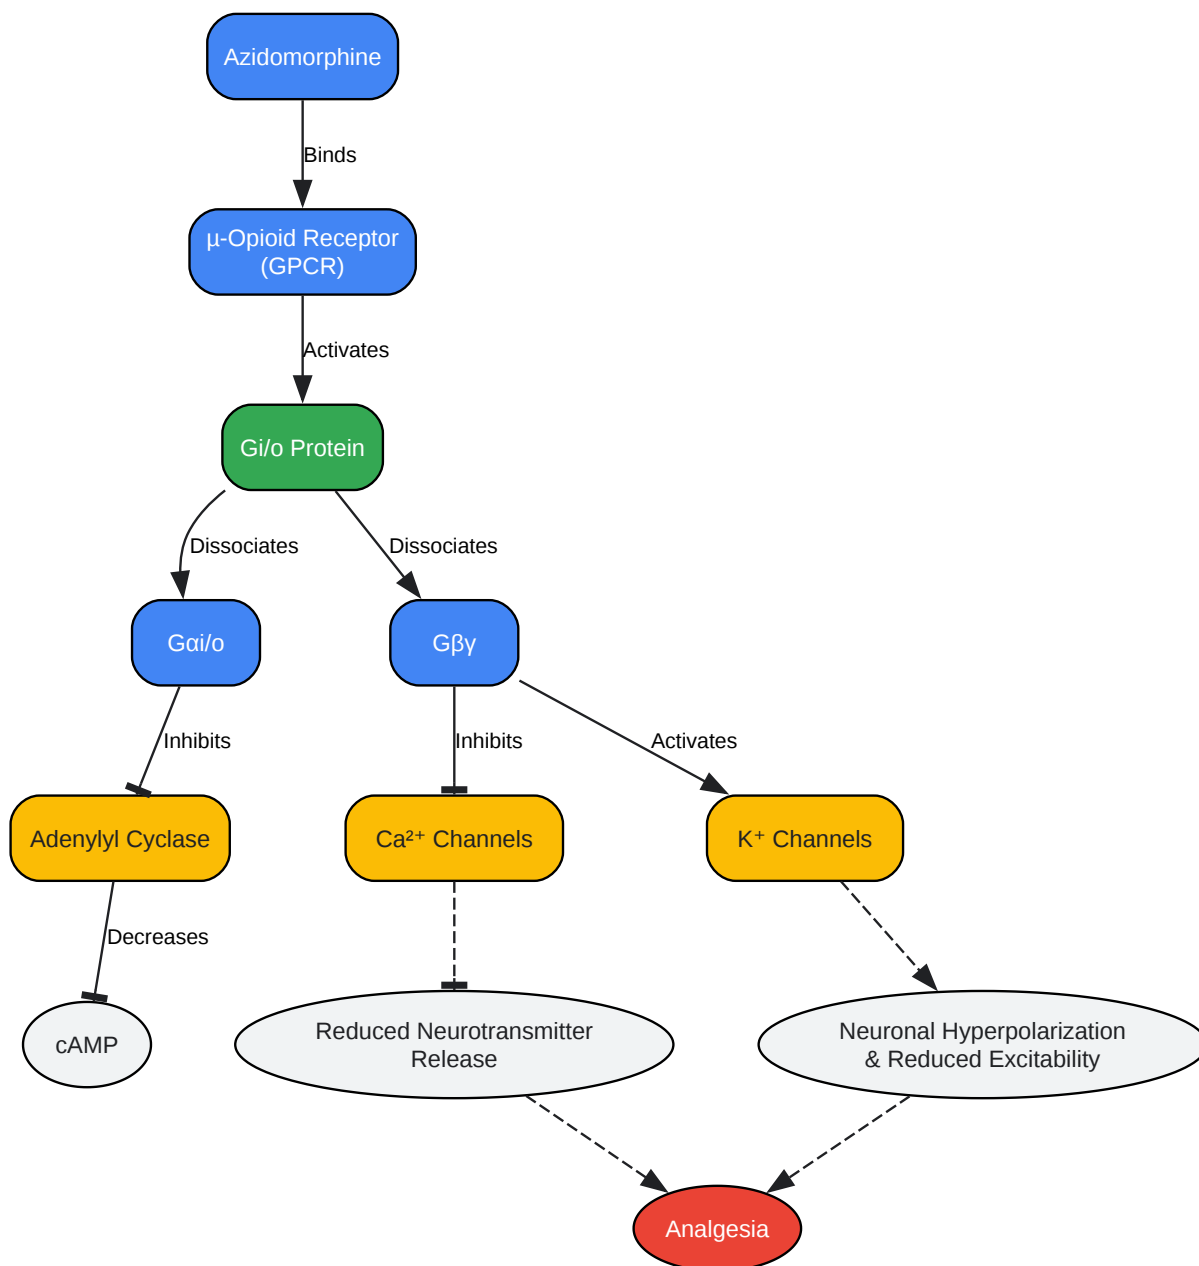 Azidomorphine
Binds
µ-Opioid Receptor
(GPCR)
Activates
Gi/o Protein
Dissociates
Dissociates
Gαi/o
Gβγ
Inhibits
Inhibits
Activates
Adenylyl Cyclase
Ca²⁺ Channels
K⁺ Channels
Decreases
cAMP
Reduced Neurotransmitter
Release
Neuronal Hyperpolarization
& Reduced Excitability
Analgesia